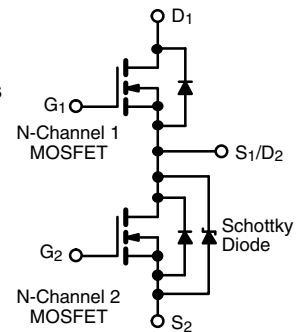 D1
s
G1
N-Channel 1
MOSFET
S1/D2
G2
Schottky
Diode
N-Channel 2
MOSFET
S2